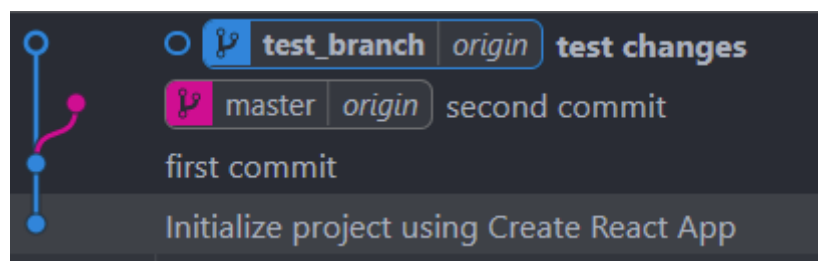 test_branch origin test changes
master origin second commit
first commit
Initialize project using Create React App